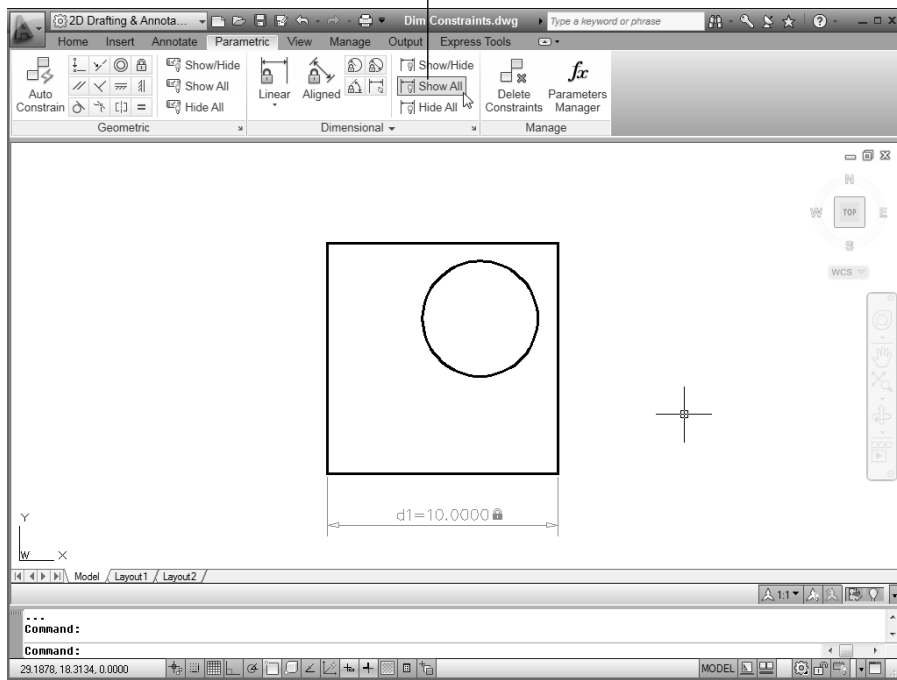 2D Drafting & Annota... Dim Constraints.dwg Type a keyword or phrase
Home Insert Annotate Parametric View Manage Output Express Tools
Auto Constrain
Show/Hide
Show All
Hide All
Geometric
Linear
Aligned
Show/Hide
Show All
Hide All
Dimensional
Delete Constraints
Parameters Manager
fx
Manage
N
W TOP E
S
WCS
d1=10.0000
Y
W X
Model Layout1 Layout2
1:1
...
Command:
Command:
29.1878, 18.3134, 0.0000 MODEL